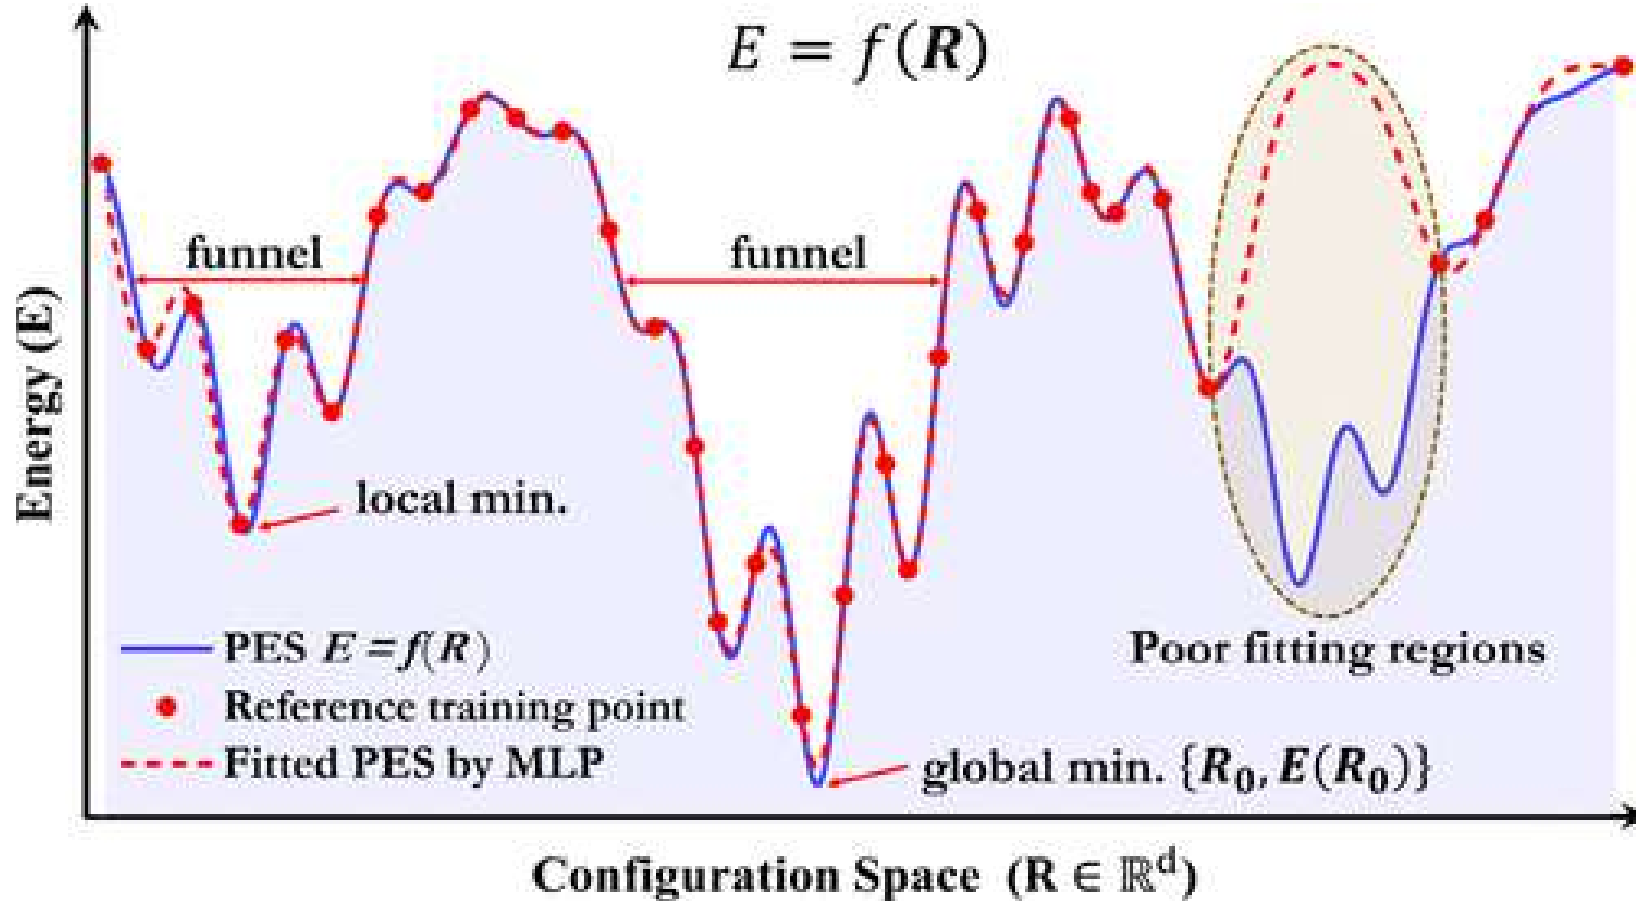 E = f(R)
funnel
funnel
Energy (E)
local min.
PES E = f(R)
Reference training point
Fitted PES by MLP
Poor fitting regions
global min. {R₀, E(R₀)}
Configuration Space (R ∈ ℝᵈ)